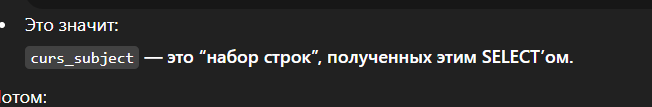 • Это значит:
curs_subject — это “набор строк”, полученных этим SELECT’ом.
Потом: